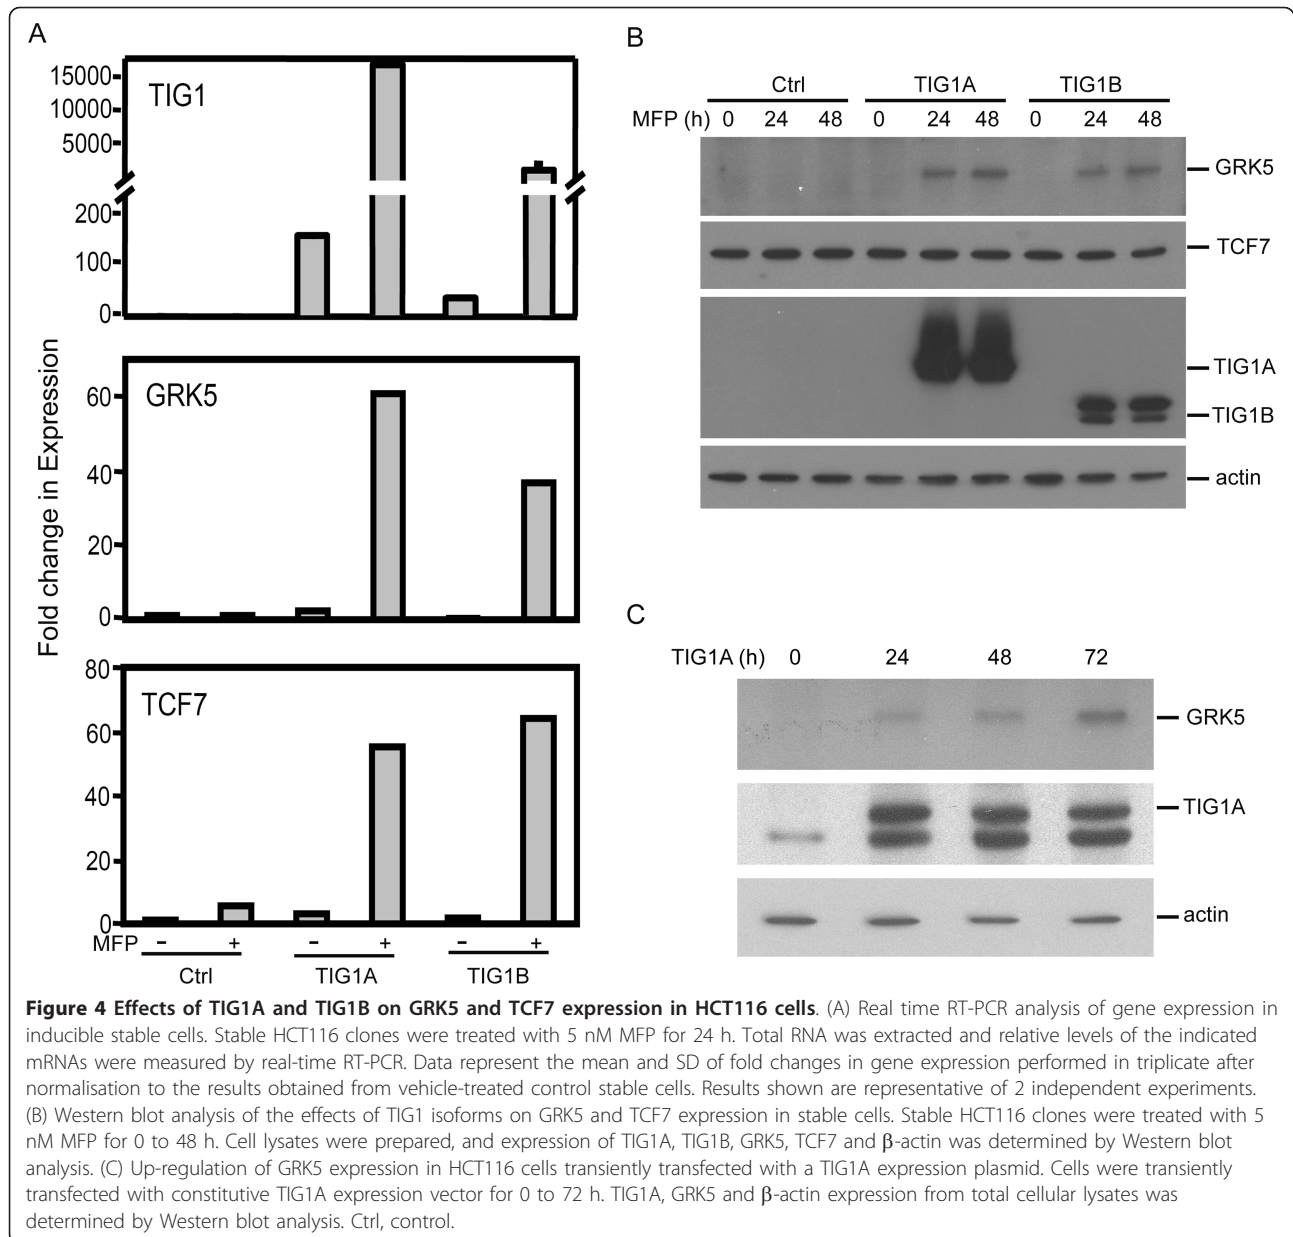 A
Fold change in Expression
TIG1
15000
10000
5000
200
100
0
GRK5
60
40
20
0
TCF7
80
60
40
20
0
MFP - + - + - +
Ctrl TIG1A TIG1B
B
Ctrl TIG1A TIG1B
MFP (h) 0 24 48 0 24 48 0 24 48
GRK5
TCF7
TIG1A
TIG1B
actin
C
TIG1A (h) 0 24 48 72
GRK5
TIG1A
actin
Figure 4 Effects of TIG1A and TIG1B on GRK5 and TCF7 expression in HCT116 cells. (A) Real time RT-PCR analysis of gene expression in
inducible stable cells. Stable HCT116 clones were treated with 5 nM MFP for 24 h. Total RNA was extracted and relative levels of the indicated
mRNAs were measured by real-time RT-PCR. Data represent the mean and SD of fold changes in gene expression performed in triplicate after
normalisation to the results obtained from vehicle-treated control stable cells. Results shown are representative of 2 independent experiments.
(B) Western blot analysis of the effects of TIG1 isoforms on GRK5 and TCF7 expression in stable cells. Stable HCT116 clones were treated with 5
nM MFP for 0 to 48 h. Cell lysates were prepared, and expression of TIG1A, TIG1B, GRK5, TCF7 and β-actin was determined by Western blot
analysis. (C) Up-regulation of GRK5 expression in HCT116 cells transiently transfected with a TIG1A expression plasmid. Cells were transiently
transfected with constitutive TIG1A expression vector for 0 to 72 h. TIG1A, GRK5 and β-actin expression from total cellular lysates was
determined by Western blot analysis. Ctrl, control.